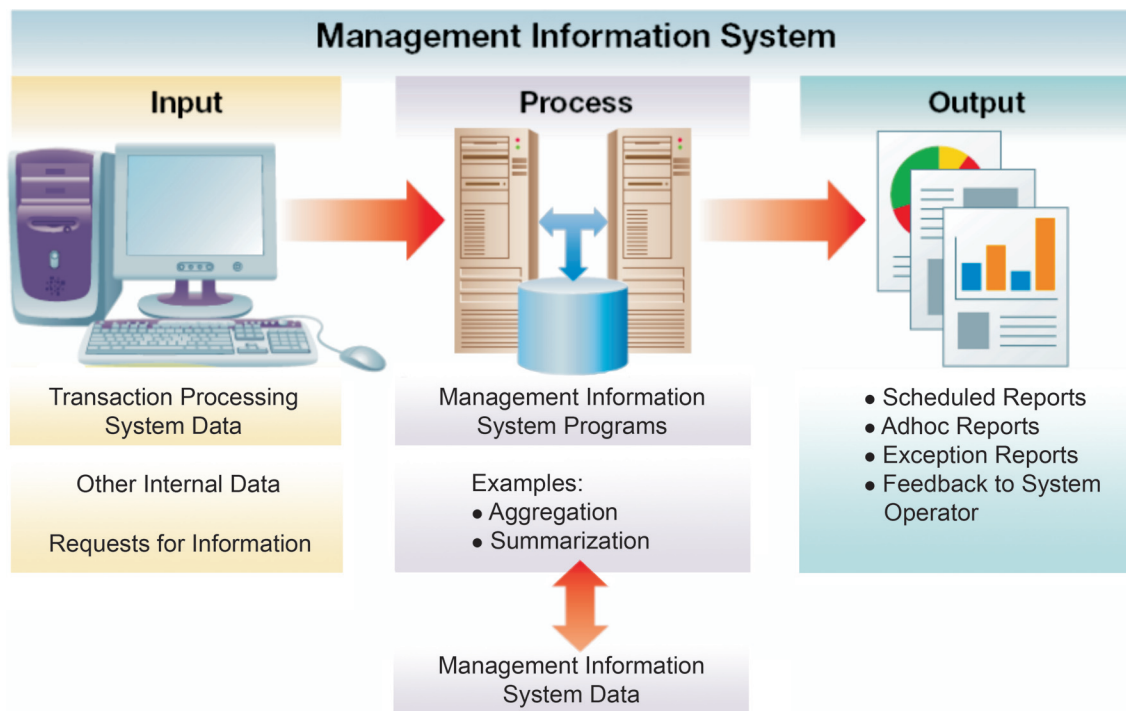 Management Information System
Input
Transaction Processing
System Data
Other Internal Data
Requests for Information
Process
Management Information
System Programs
Examples:
• Aggregation
• Summarization
Management Information
System Data
Output
• Scheduled Reports
• Adhoc Reports
• Exception Reports
• Feedback to System
Operator